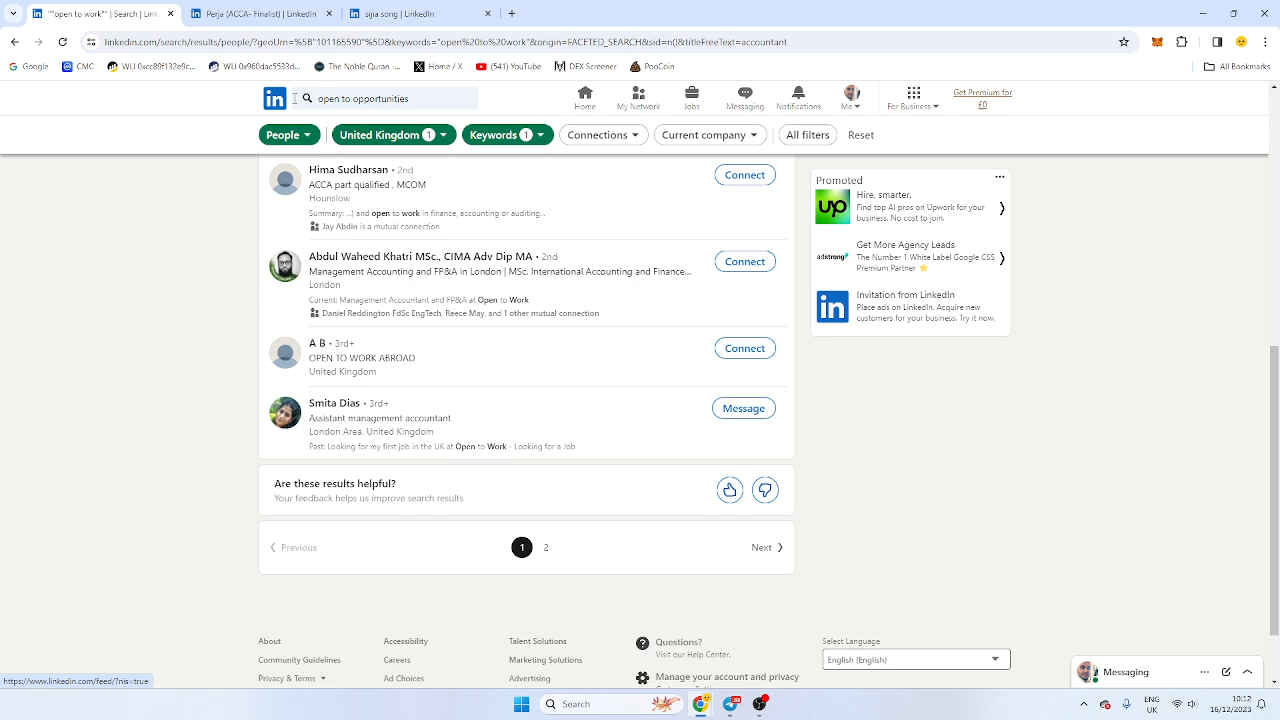 ""open to work"" | Search | Lin
Perja (ACCA- Finalist) | LinkedIn
sijia song | LinkedIn
linkedin.com/search/results/people/?geoUrn=%5B"101165590"%5D&keywords="open%20to%20work"&origin=FACETED_SEARCH&sid=n(l&titleFreeText=accountant
Google
CMC
WLI 0xcc89f132e9c...
WLI 0x960dac5533d...
The Noble Quran -...
Home / X
(541) YouTube
DEX Screener
PooCoin
All Bookmarks
open to opportunities
Home
My Network
Jobs
Messaging
Notifications
Me
For Business
Get Premium for
£0
People
United Kingdom 1
Keywords 1
Connections
Current company
All filters
Reset
Hima Sudharsan • 2nd
ACCA part qualified , MCOM
Hounslow
Summary: ...) and open to work in finance, accounting or auditing...
Jay Abdin is a mutual connection
Connect
Abdul Waheed Khatri MSc., CIMA Adv Dip MA • 2nd
Management Accounting and FP&A in London | MSc. International Accounting and Finance...
London
Current: Management Accountant and FP&A at Open to Work
Daniel Reddington FdSc EngTech, Reece May, and 1 other mutual connection
Connect
A B • 3rd+
OPEN TO WORK ABROAD
United Kingdom
Connect
Smita Dias • 3rd+
Assistant management accountant
London Area, United Kingdom
Past: Looking for my first job in the UK at Open to Work - Looking for a Job
Message
Promoted
Hire, smarter.
Find top AI pros on Upwork for your
business. No cost to join.
up
Get More Agency Leads
The Number 1 White Label Google CSS
Premium Partner
adstrong
Invitation from LinkedIn
Place ads on LinkedIn. Acquire new
customers for your business. Try it now.
in
Are these results helpful?
Your feedback helps us improve search results
Previous
1
2
Next
About
Accessibility
Talent Solutions
Questions?
Visit our Help Center.
Select Language
English (English)
Community Guidelines
Careers
Marketing Solutions
Privacy & Terms
Ad Choices
Advertising
Manage your account and privacy
Messaging
https://www.linkedin.com/feed/?nis=true
Search
ENG
UK
10:12
16/12/2023